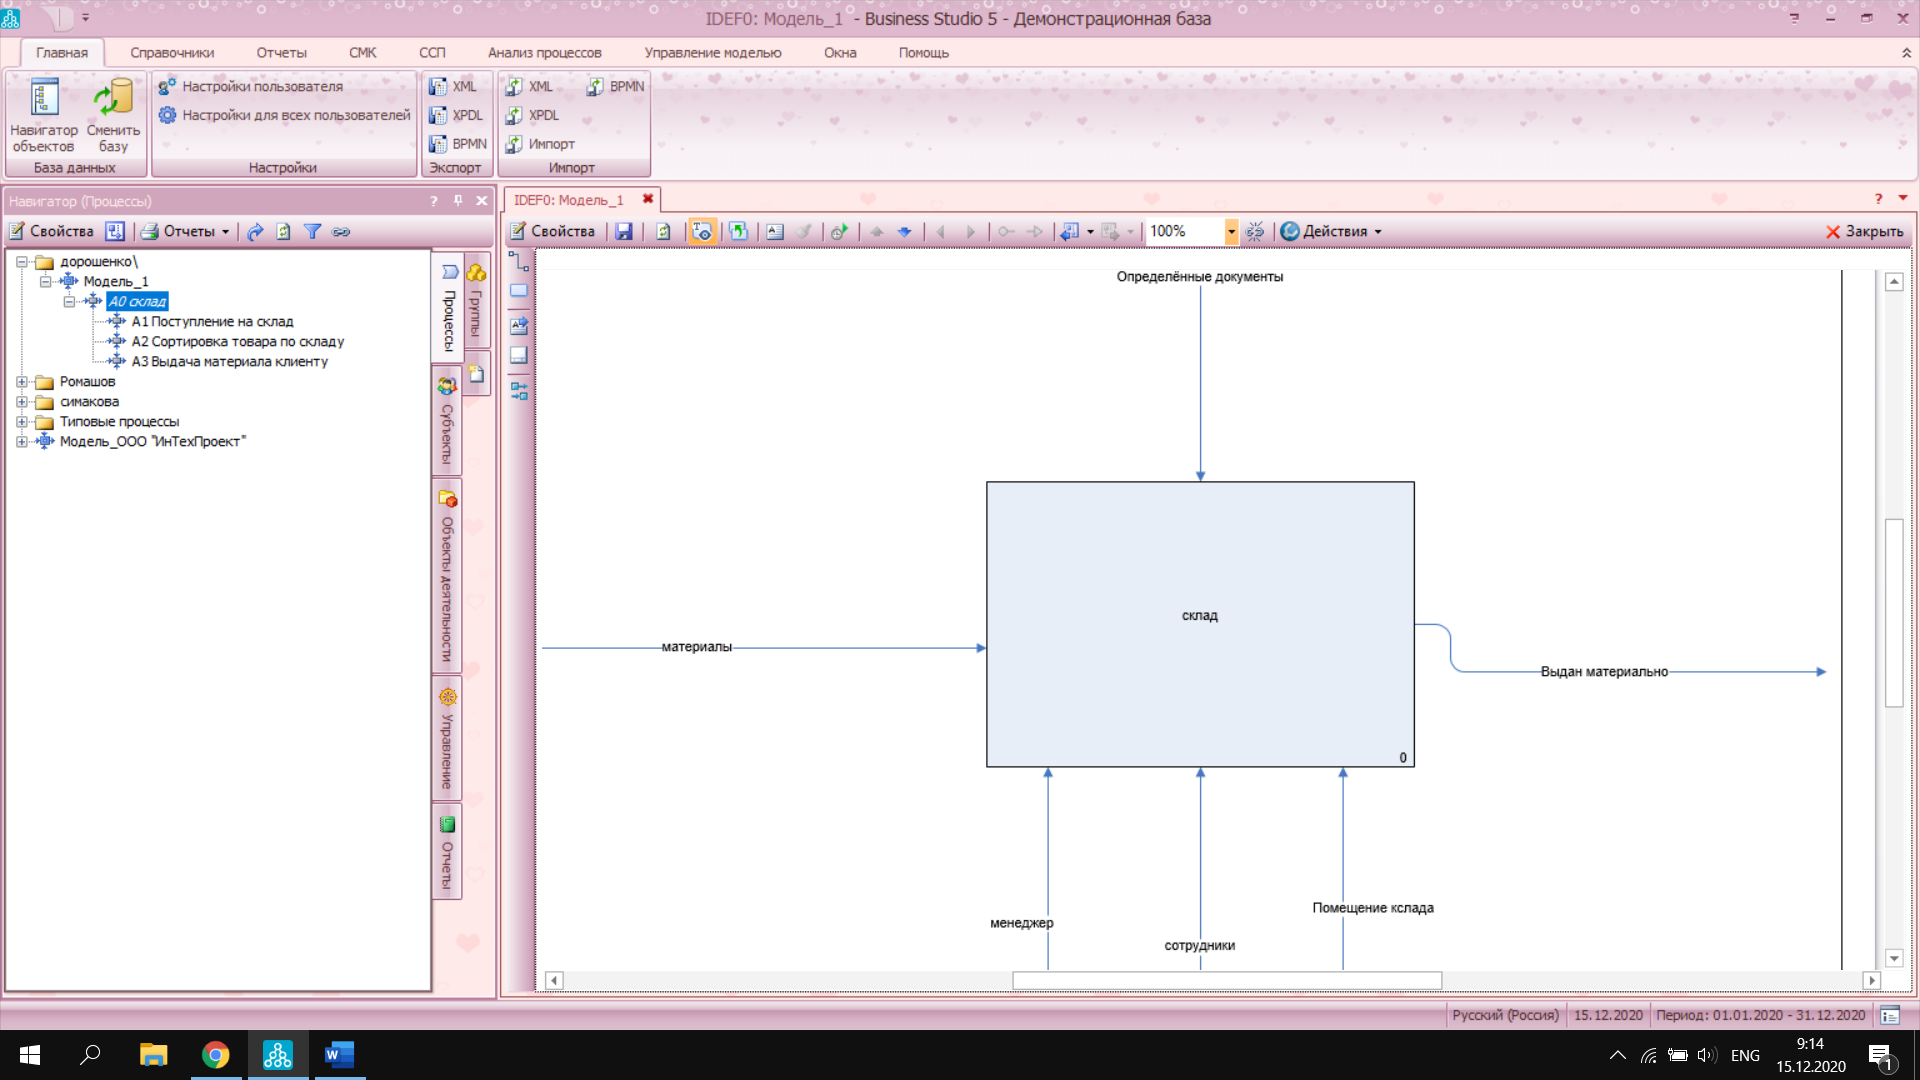 IDEF0: Модель_1 - Business Studio 5 - Демонстрационная база
Главная
Справочники
Отчеты
СМК
ССП
Анализ процессов
Управление моделью
Окна
Помощь
Навигатор объектов
Сменить базу
База данных
Настройки пользователя
Настройки для всех пользователей
Настройки
XML
XPDL
BPMN
Экспорт
XML
BPMN
XPDL
Импорт
Импорт
Навигатор (Процессы)
Свойства
Отчеты
дорошенко\
Модель_1
А0 склад
А1 Поступление на склад
А2 Сортировка товара по складу
А3 Выдача материала клиенту
Ромашов
симакова
Типовые процессы
Модель_ООО "ИнТехПроект"
Процессы
Группы
Субъекты
Объекты деятельности
Управление
Отчеты
IDEF0: Модель_1
Свойства
100%
Действия
Закрыть
Определённые документы
склад
0
материалы
Выдан материально
менеджер
сотрудники
Помещение кслада
Русский (Россия)
15.12.2020
Период: 01.01.2020 - 31.12.2020
ENG
9:14
15.12.2020
1